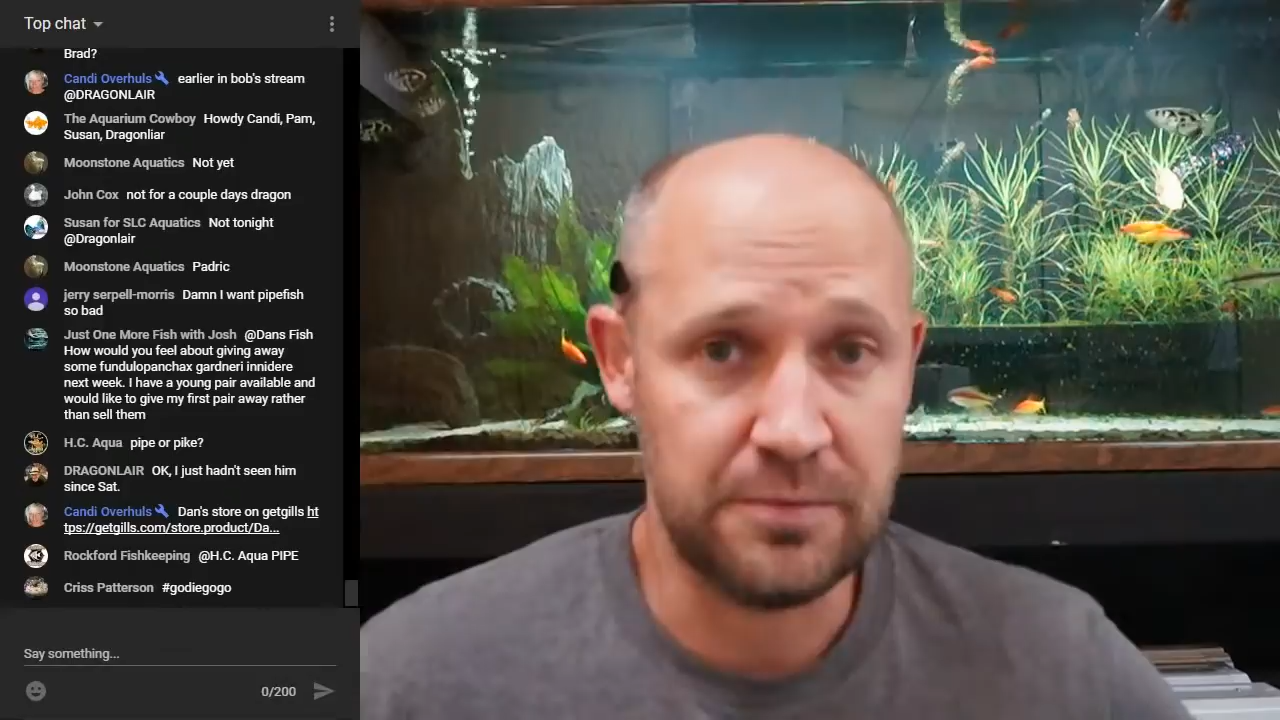 Top chat
Brad?
Candi Overhuls earlier in bob's stream
@DRAGONLAIR
The Aquarium Cowboy Howdy Candi, Pam,
Susan, Dragonliar
Moonstone Aquatics Not yet
John Cox not for a couple days dragon
Susan for SLC Aquatics Not tonight
@Dragonlair
Moonstone Aquatics Padric
jerry serpell-morris Damn I want pipefish
so bad
Just One More Fish with Josh @Dans Fish
How would you feel about giving away
some fundulopanchax gardneri innidere
next week. I have a young pair available and
would like to give my first pair away rather
than sell them
H.C. Aqua pipe or pike?
DRAGONLAIR OK, I just hadn't seen him
since Sat.
Candi Overhuls Dan's store on getgills ht
tps://getgills.com/store.product/Da...
Rockford Fishkeeping @H.C. Aqua PIPE
Criss Patterson #godiegogo
Say something...
0/200